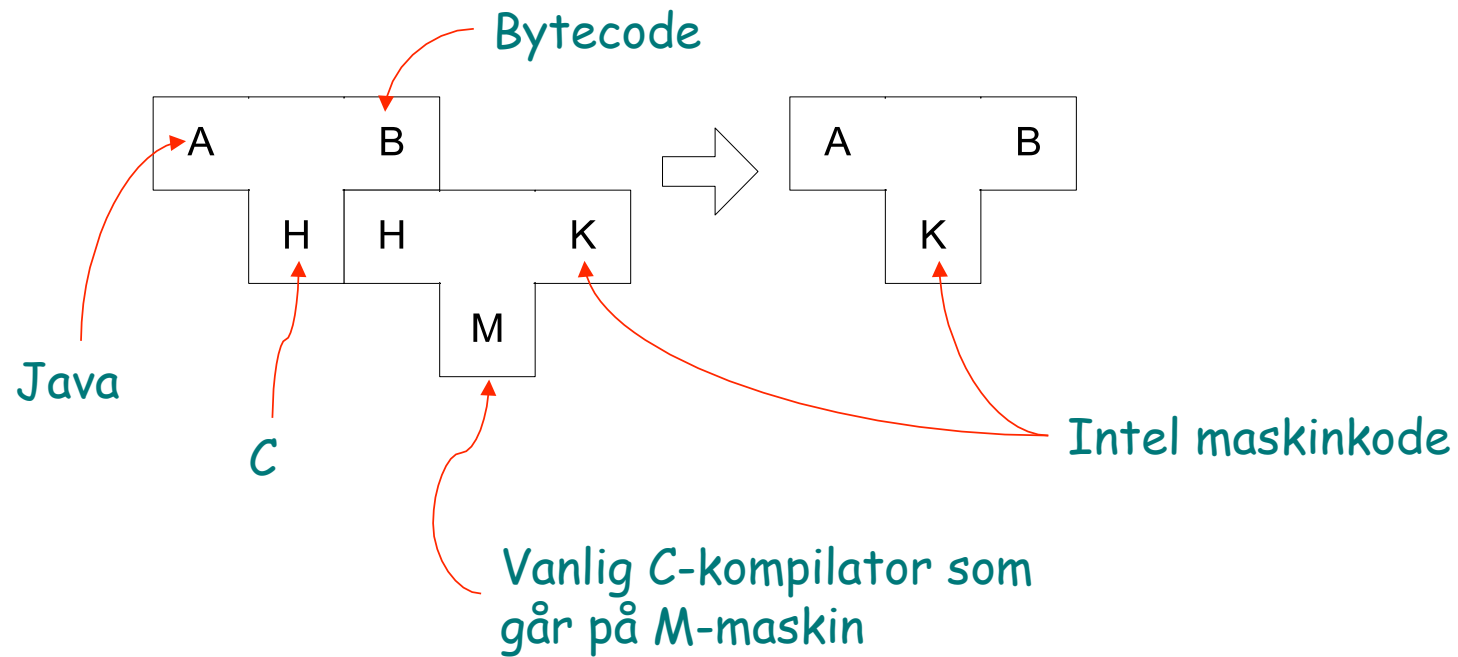 Bytecode
A B A B
H H K K
M
Java
C
Intel maskinkode
Vanlig C-kompilator som
går på M-maskin